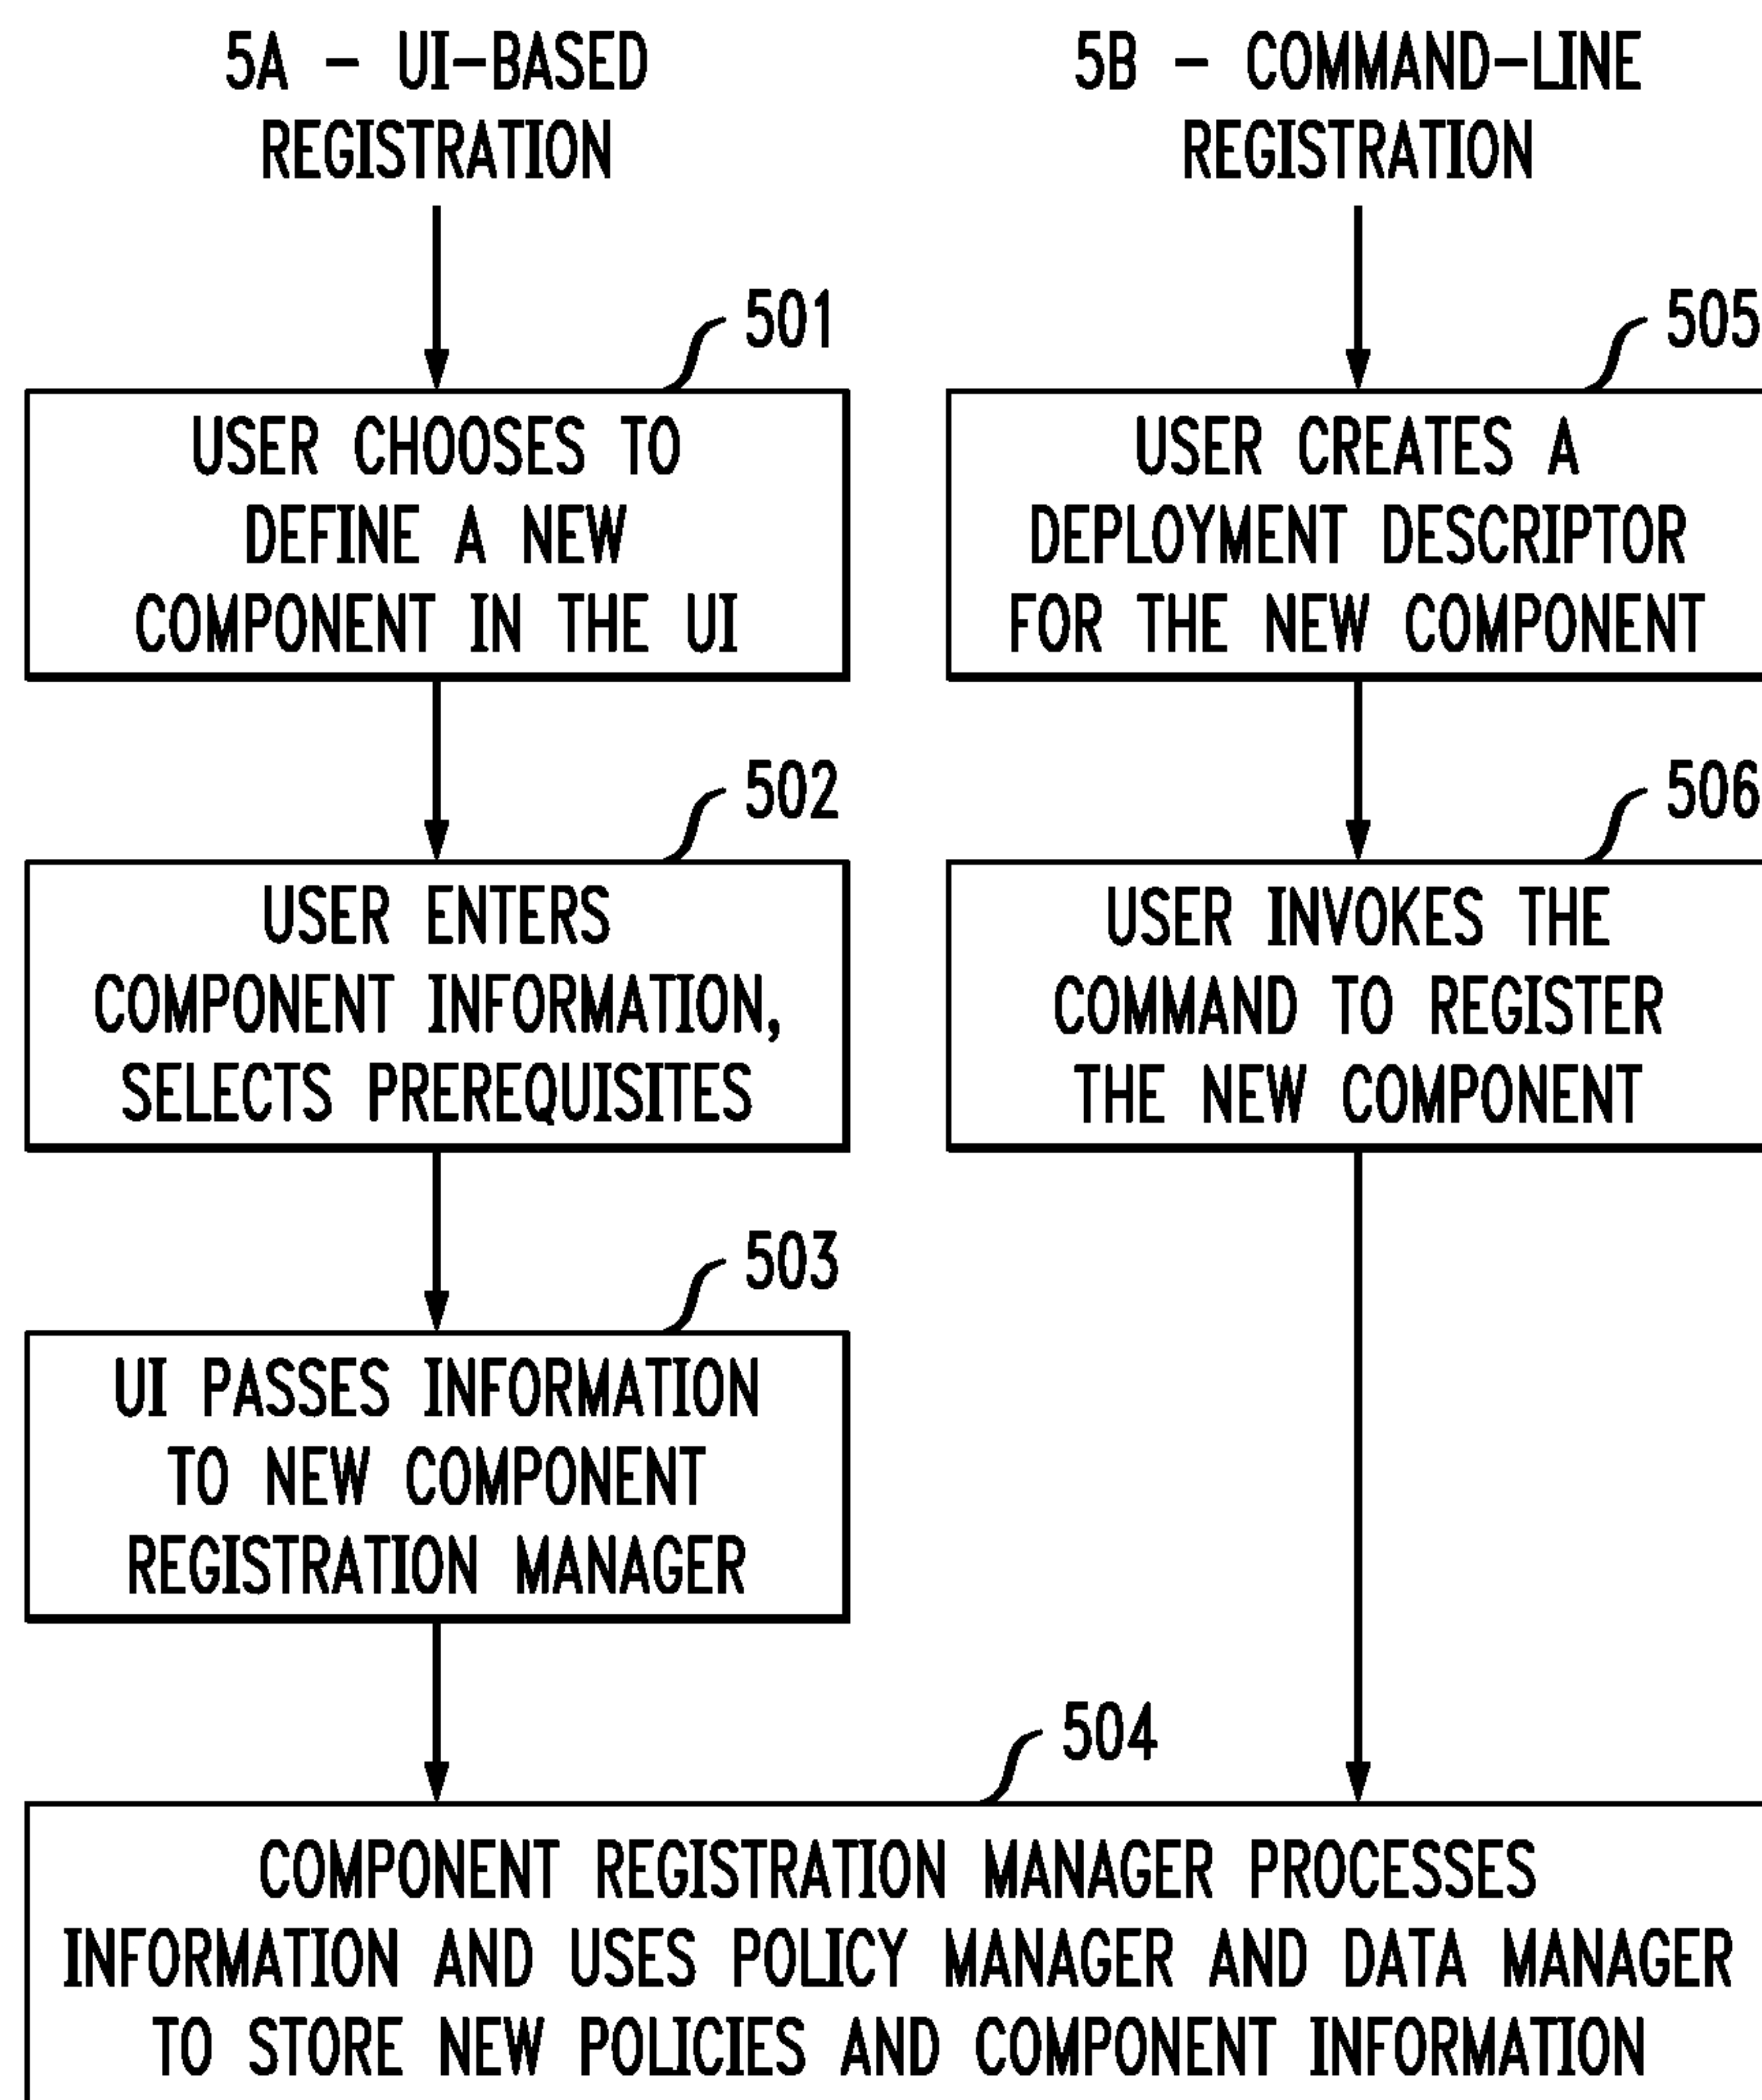 5A - UI-BASED
REGISTRATION
501
USER CHOOSES TO
DEFINE A NEW
COMPONENT IN THE UI
502
USER ENTERS
COMPONENT INFORMATION,
SELECTS PREREQUISITES
503
UI PASSES INFORMATION
TO NEW COMPONENT
REGISTRATION MANAGER
5B - COMMAND-LINE
REGISTRATION
505
USER CREATES A
DEPLOYMENT DESCRIPTOR
FOR THE NEW COMPONENT
506
USER INVOKES THE
COMMAND TO REGISTER
THE NEW COMPONENT
504
COMPONENT REGISTRATION MANAGER PROCESSES
INFORMATION AND USES POLICY MANAGER AND DATA MANAGER
TO STORE NEW POLICIES AND COMPONENT INFORMATION